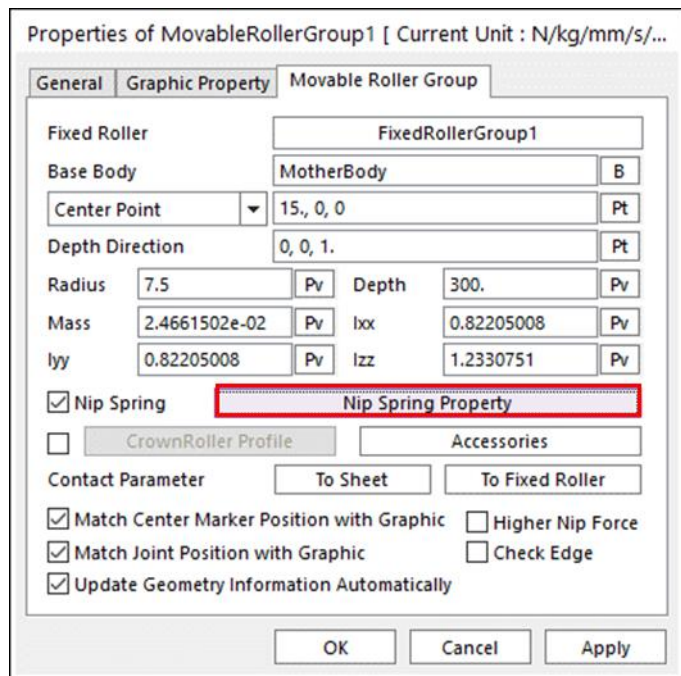 Properties of MovableRollerGroup1 [ Current Unit : N/kg/mm/s/...
General Graphic Property Movable Roller Group
Fixed Roller FixedRollerGroup1
Base Body MotherBody B
Center Point 15., 0, 0 Pt
Depth Direction 0, 0, 1. Pt
Radius 7.5 Pv Depth 300. Pv
Mass 2.4661502e-02 Pv Ixx 0.82205008 Pv
Iyy 0.82205008 Pv Izz 1.2330751 Pv
Nip Spring Nip Spring Property
CrownRoller Profile Accessories
Contact Parameter To Sheet To Fixed Roller
Match Center Marker Position with Graphic Higher Nip Force
Match Joint Position with Graphic Check Edge
Update Geometry Information Automatically
OK Cancel Apply